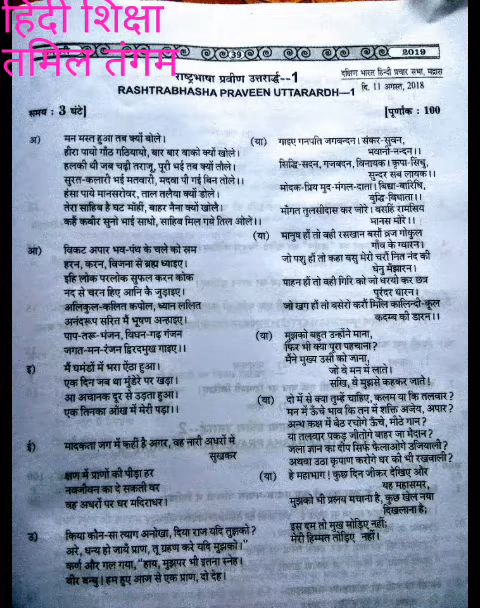 हिंदी शिक्षा
तमिल तंगम
39
2019
राष्ट्रभाषा प्रवीण उत्तरार्द्ध--1
दक्षिण भारत हिन्दी प्रचार सभा, मद्रास
RASHTRABHASHA PRAVEEN UTTARARDH—1
दि. 11 अगस्त, 2018
समय : 3 घंटे]
[पूर्णांक : 100
अ) मन मस्त हुआ तब क्यों बोले।
हीरा पायो गाँठ गठियायो, बार बार वाको क्यों खोले।
हलकी थी जब चढ़ी तराजू, पूरी भई तब क्यों तौले।
सुरत-कलारी भई मतवारी, मदवा पी गई बिन तोले।।
हंसा पाये मानसरोवर, ताल तलैया क्यों डोले।
तेरा साहिब है घट माँही, बाहर नैना क्यों खोले।
कहैं कबीर सुनो भाई साधो, साहिब मिल गये तिल ओले।।
(या) गाइए गनपति जगबन्दन। संकर-सुवन,
भवानी-नन्दन।।
सिद्धि-सदन, गजबदन, विनायक। कृपा-सिंधु,
सुन्दर सब लायक।।
मोदक-प्रिय मुद-मंगल-दाता। बिद्या-बारिधि,
बुद्धि-बिधाता।।
माँगत तुलसीदास कर जोरे। बसहिं रामसिय
मानस मोरे।।
आ) विकट अपार भव-पंथ के चले को स्रम
हरन, करन, विजना से ब्रह्म ध्याइए।
इहि लोक परलोक सुफल करन कोक
नद से चरन हिए आनि के जुड़ाइए।
अलिकुल-कलित कपोल, ध्यान ललित
अनंदरूप सरित में भूषण अन्हाइए।
पाप-तरु-भंजन, विघन-गढ़ गंजन
जगत-मन-रंजन द्विरदमुख गाइए।।
(या) मानुष हौं तो वही रसखान बसौं व्रज गोकुल
गाँव के ग्वारन।
जो पशु हौं तो कहा बसु मेरो चरौं नित नंद की
धेनु मँझारन।
पाहन हौं तो वही गिरि को जो धरयो कर छत्र
पुरंदर धारन।
जो खग हौं तो बसेरो करौं मिलि कालिन्दी-कूल
कदम्ब की डारन।।
इ) मैं घमंडों में भरा ऐंठा हुआ।
एक दिन जब था मुंडेरे पर खड़ा।
आ अचानक दूर से उड़ता हुआ।
एक तिनका आँख में मेरी पड़ा।।
(या) मुझको बहुत उन्होंने माना,
फिर भी क्या पूरा पहचाना?
मैंने मुख्य उसी को जाना,
जो वे मन में लाते।
सखि, वे मुझसे कहकर जाते!
ई) मादकता जग में कहीं है अगर, वह नारी अधरों में
सुखकर
क्षण में प्राणों की पीड़ा हर
नवजीवन का दे सकती वर
वह अधरों पर धर मदिराधर।
(या) दो में से क्या तुम्हें चाहिए, कलम या कि तलवार?
मन में ऊँचे भाव कि तन में शक्ति अजेय, अपार?
अन्ध कक्ष में बैठ रचोगे ऊँचे, मीठे गान?
या तलवार पकड़ जीतोगे बाहर जा मैदान?
जला ज्ञान का दीप सिर्फ फैलाओगे उजियाली?
अथवा उठा कृपाण करोगे घर की भी रखवाली?
उ) किया कौन-सा त्याग अनोखा, दिया राज यदि तुझको?
अरे, धन्य हो जायें प्राण, तू ग्रहण करे यदि मुझको।"
कर्ण और गल गया, "हाय, मुझपर भी इतना स्नेह।
वीर बन्धु! हम हुए आज से एक प्राण, दो देह।
(या) हे महाभाग। कुछ दिन जीकर देखिए और
यह महासमर,
मुझको भी प्रलय मचाना है, कुछ खेल नया
दिखलाना है;
इस दम तो मुख मोड़िए नहीं;
मेरी हिम्मत तोड़िए नहीं।